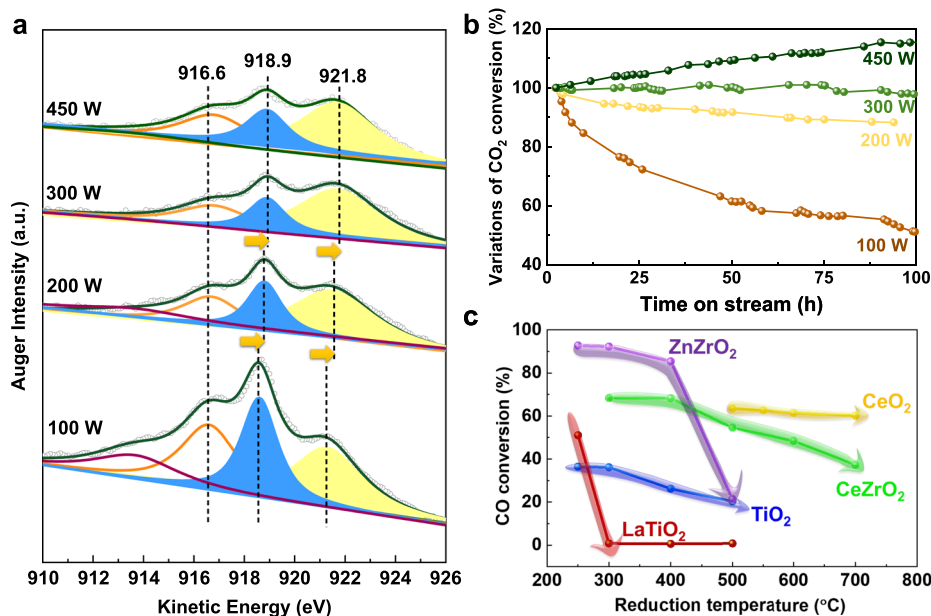 a
916.6
918.9
921.8
450 W
300 W
200 W
100 W
Auger Intensity (a.u.)
910 912 914 916 918 920 922 924 926
Kinetic Energy (eV)
b
Variations of CO₂ conversion (%)
120
100
80
60
40
450 W
300 W
200 W
100 W
0 25 50 75 100
Time on stream (h)
c
CO conversion (%)
100
80
60
40
20
0
ZnZrO₂
CeO₂
CeZrO₂
TiO₂
LaTiO₂
200 300 400 500 600 700 800
Reduction temperature (°C)